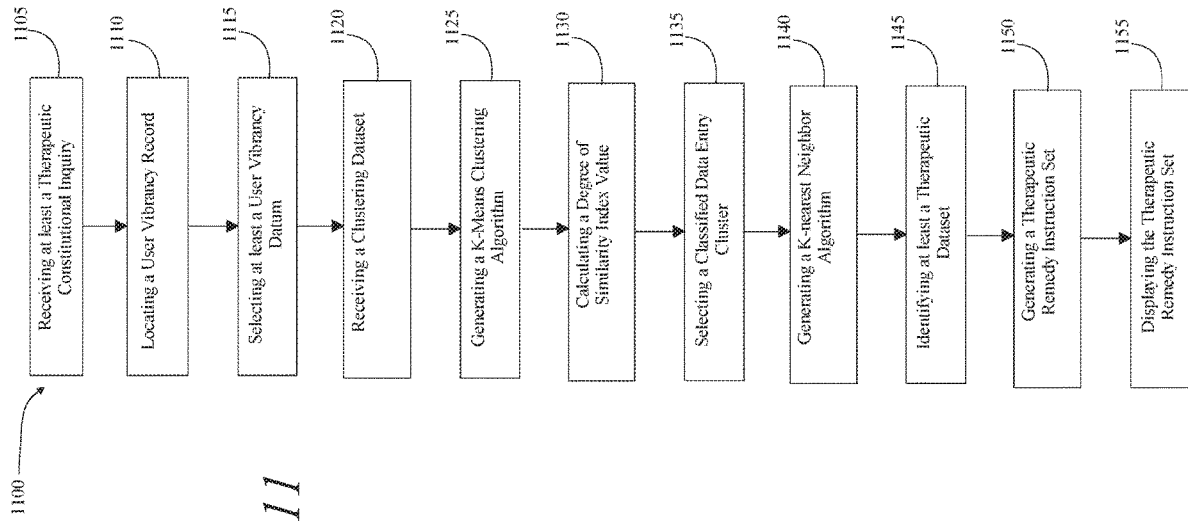 1100
1105
Receiving at least a Therapeutic
Constitutional Inquiry
1110
Locating a User Vibrancy Record
1115
Selecting at least a User Vibrancy
Datum
1120
Receiving a Clustering Dataset
1125
Generating a K-Means Clustering
Algorithm
1130
Calculating a Degree of
Similarity Index Value
1135
Selecting a Classified Data Entry
Cluster
1140
Generating a K-nearest Neighbor
Algorithm
1145
Identifying at least a Therapeutic
Dataset
1150
Generating a Therapeutic
Remedy Instruction Set
1155
Displaying the Therapeutic
Remedy Instruction Set
11